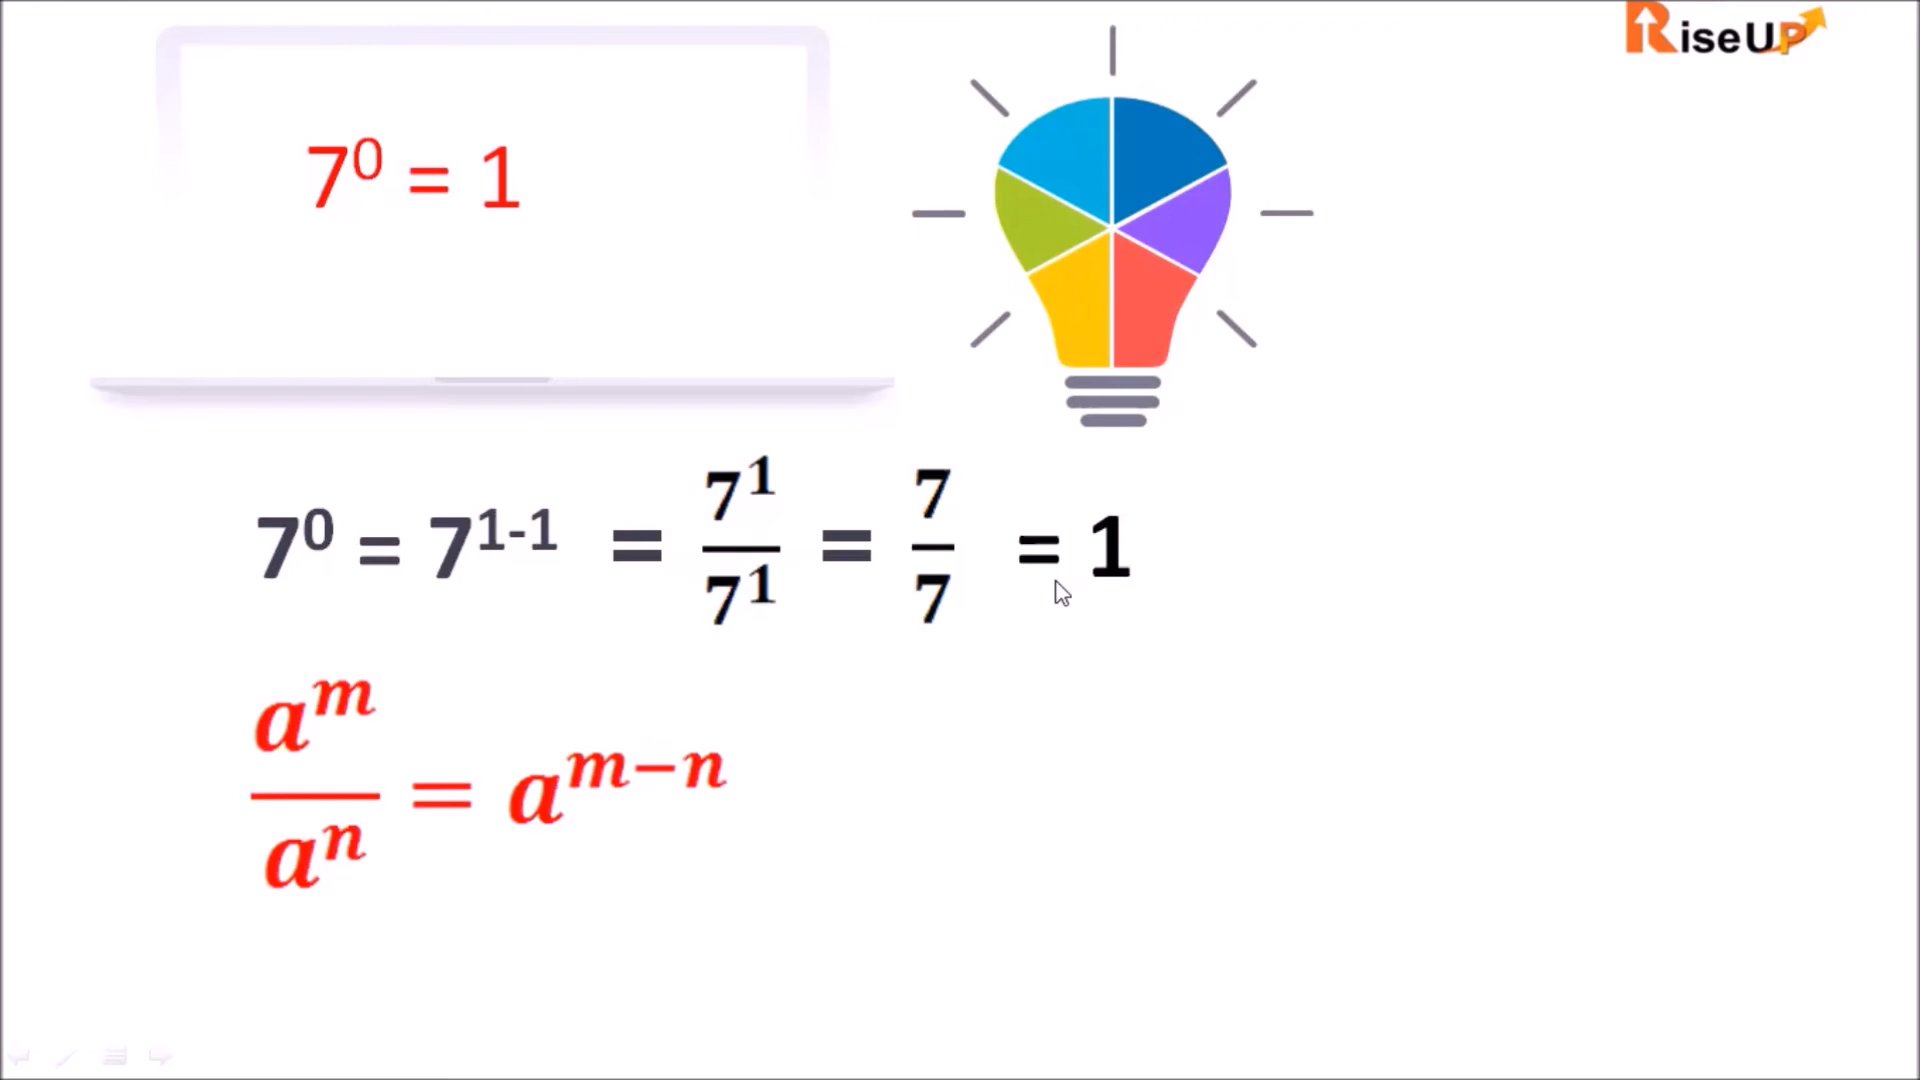 RiseUP
7⁰ = 1
7⁰ = 7¹⁻¹ = 7¹/7¹ = 7/7 = 1
aᵐ/aⁿ = aᵐ⁻ⁿ